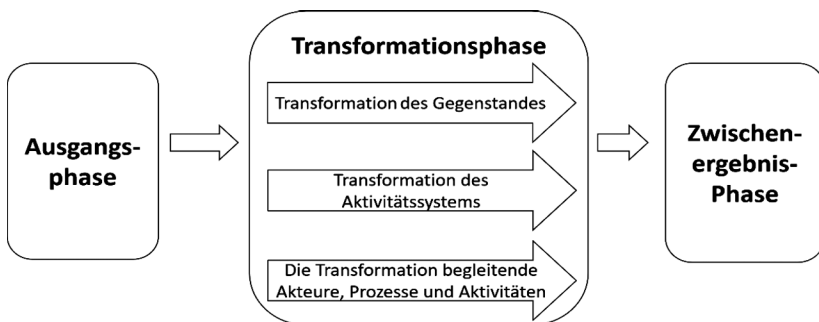 Ausgangs-
phase
Transformationsphase
Transformation des Gegenstandes
Transformation des
Aktivitätssystems
Die Transformation begleitende
Akteure, Prozesse und Aktivitäten
Zwischen-
ergebnis-
Phase